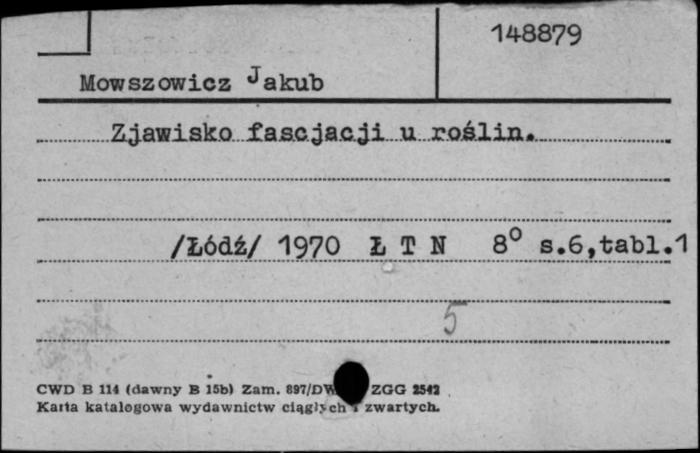 148879
Mowszowicz Jakub
Zjawisko fascjacji u roślin.
/Łódź/ 1970 Ł T N 8º s.6,tabl.1
5
CWD B 114 (dawny B 15b) Zam. 897/DW ZGG 2542
Karta katalogowa wydawnictw ciągłych i zwartych.